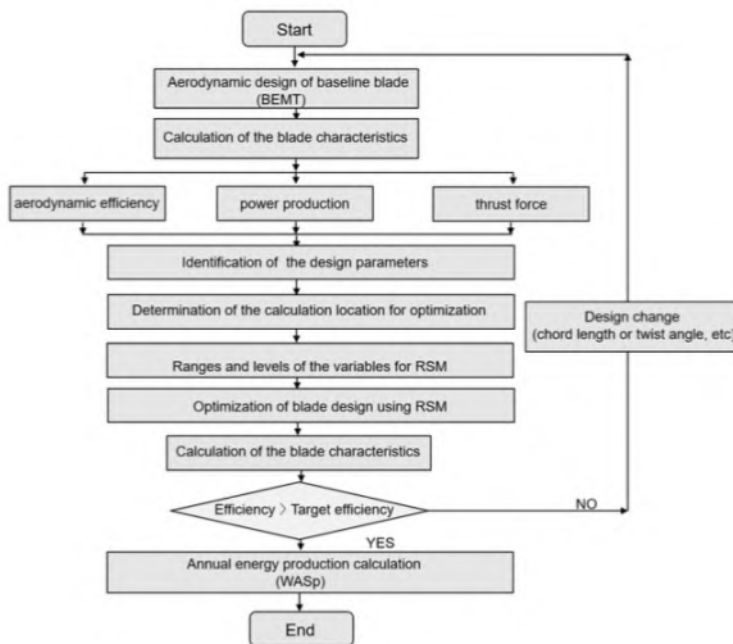 Start
Aerodynamic design of baseline blade
(BEMT)
Calculation of the blade characteristics
aerodynamic efficiency
power production
thrust force
Identification of the design parameters
Determination of the calculation location for optimization
Design change
(chord length or twist angle, etc)
Ranges and levels of the variables for RSM
Optimization of blade design using RSM
Calculation of the blade characteristics
Efficiency 〉Target efficiency
NO
YES
Annual energy production calculation
(WASp)
End